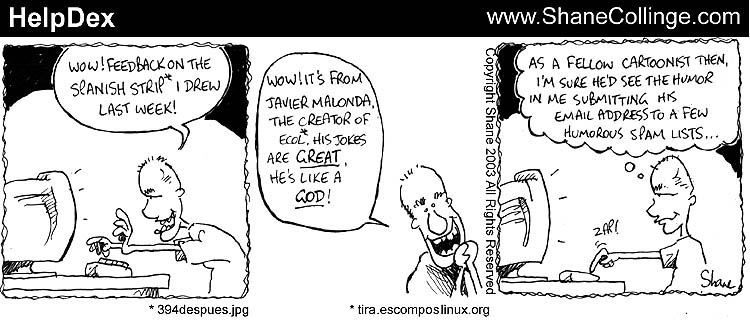 HelpDex
www.ShaneCollinge.com
WOW! FEEDBACK ON THE
SPANISH STRIP* I DREW
LAST WEEK!
WOW! IT'S FROM
JAVIER MALONDA,
THE CREATOR OF
ECOL*, HIS JOKES
ARE GREAT,
HE'S LIKE A
GOD!
Copyright Shane 2003 All Rights Reserved
AS A FELLOW CARTOONIST THEN,
I'M SURE HE'D SEE THE HUMOR
IN ME SUBMITTING HIS
EMAIL ADDRESS TO A FEW
HUMOROUS SPAM LISTS...
ZAP!
Shane
* 394despues.jpg
* tira.escomposlinux.org